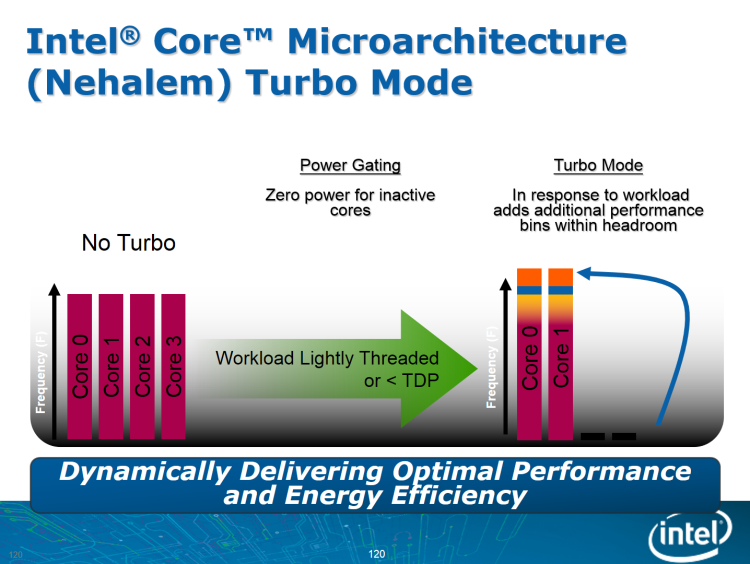 Intel® Core™ Microarchitecture
(Nehalem) Turbo Mode
Power Gating
Zero power for inactive
cores
Turbo Mode
In response to workload
adds additional performance
bins within headroom
No Turbo
Frequency (F)
Core 0
Core 1
Core 2
Core 3
Workload Lightly Threaded
or < TDP
Frequency (F)
Core 0
Core 1
Dynamically Delivering Optimal Performance
and Energy Efficiency
120
120
intel